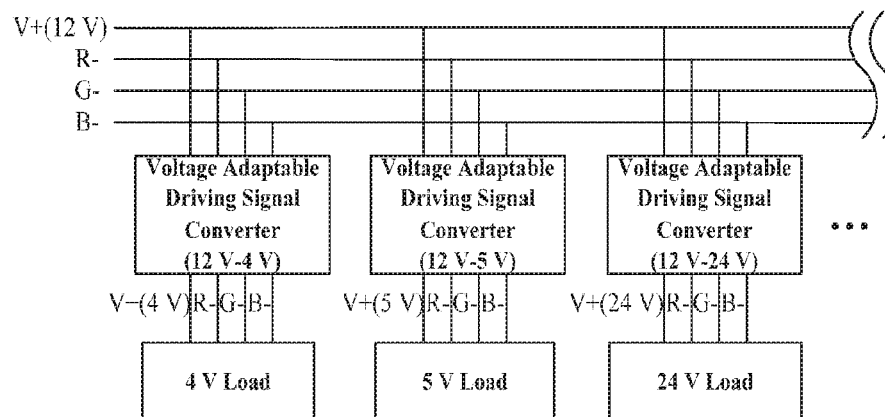 V+(12 V)
R-
G-
B-
Voltage Adaptable
Driving Signal
Converter
(12 V-4 V)
Voltage Adaptable
Driving Signal
Converter
(12 V-5 V)
Voltage Adaptable
Driving Signal
Converter
(12 V-24 V)
...
V+(4 V) R- G- B-
V+(5 V) R- G- B-
V+(24 V) R- G- B-
4 V Load
5 V Load
24 V Load